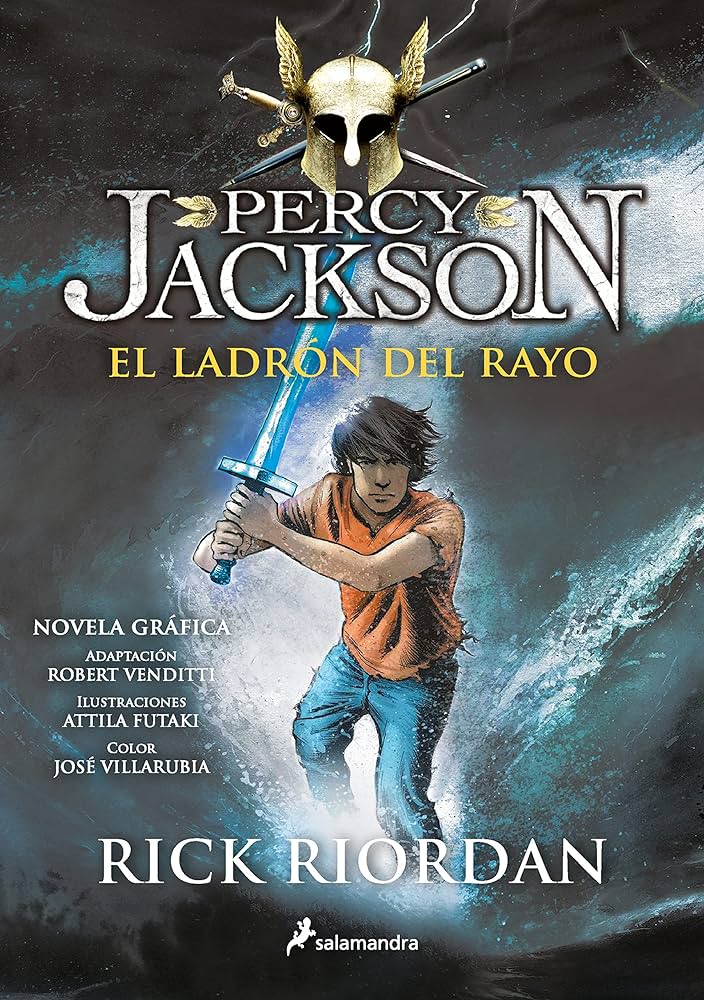 PERCY
JACKSON
EL LADRÓN DEL RAYO
NOVELA GRÁFICA
ADAPTACIÓN
ROBERT VENDITTI
ILUSTRACIONES
ATTILA FUTAKI
COLOR
JOSÉ VILLARUBIA
RICK RIORDAN
salamandra